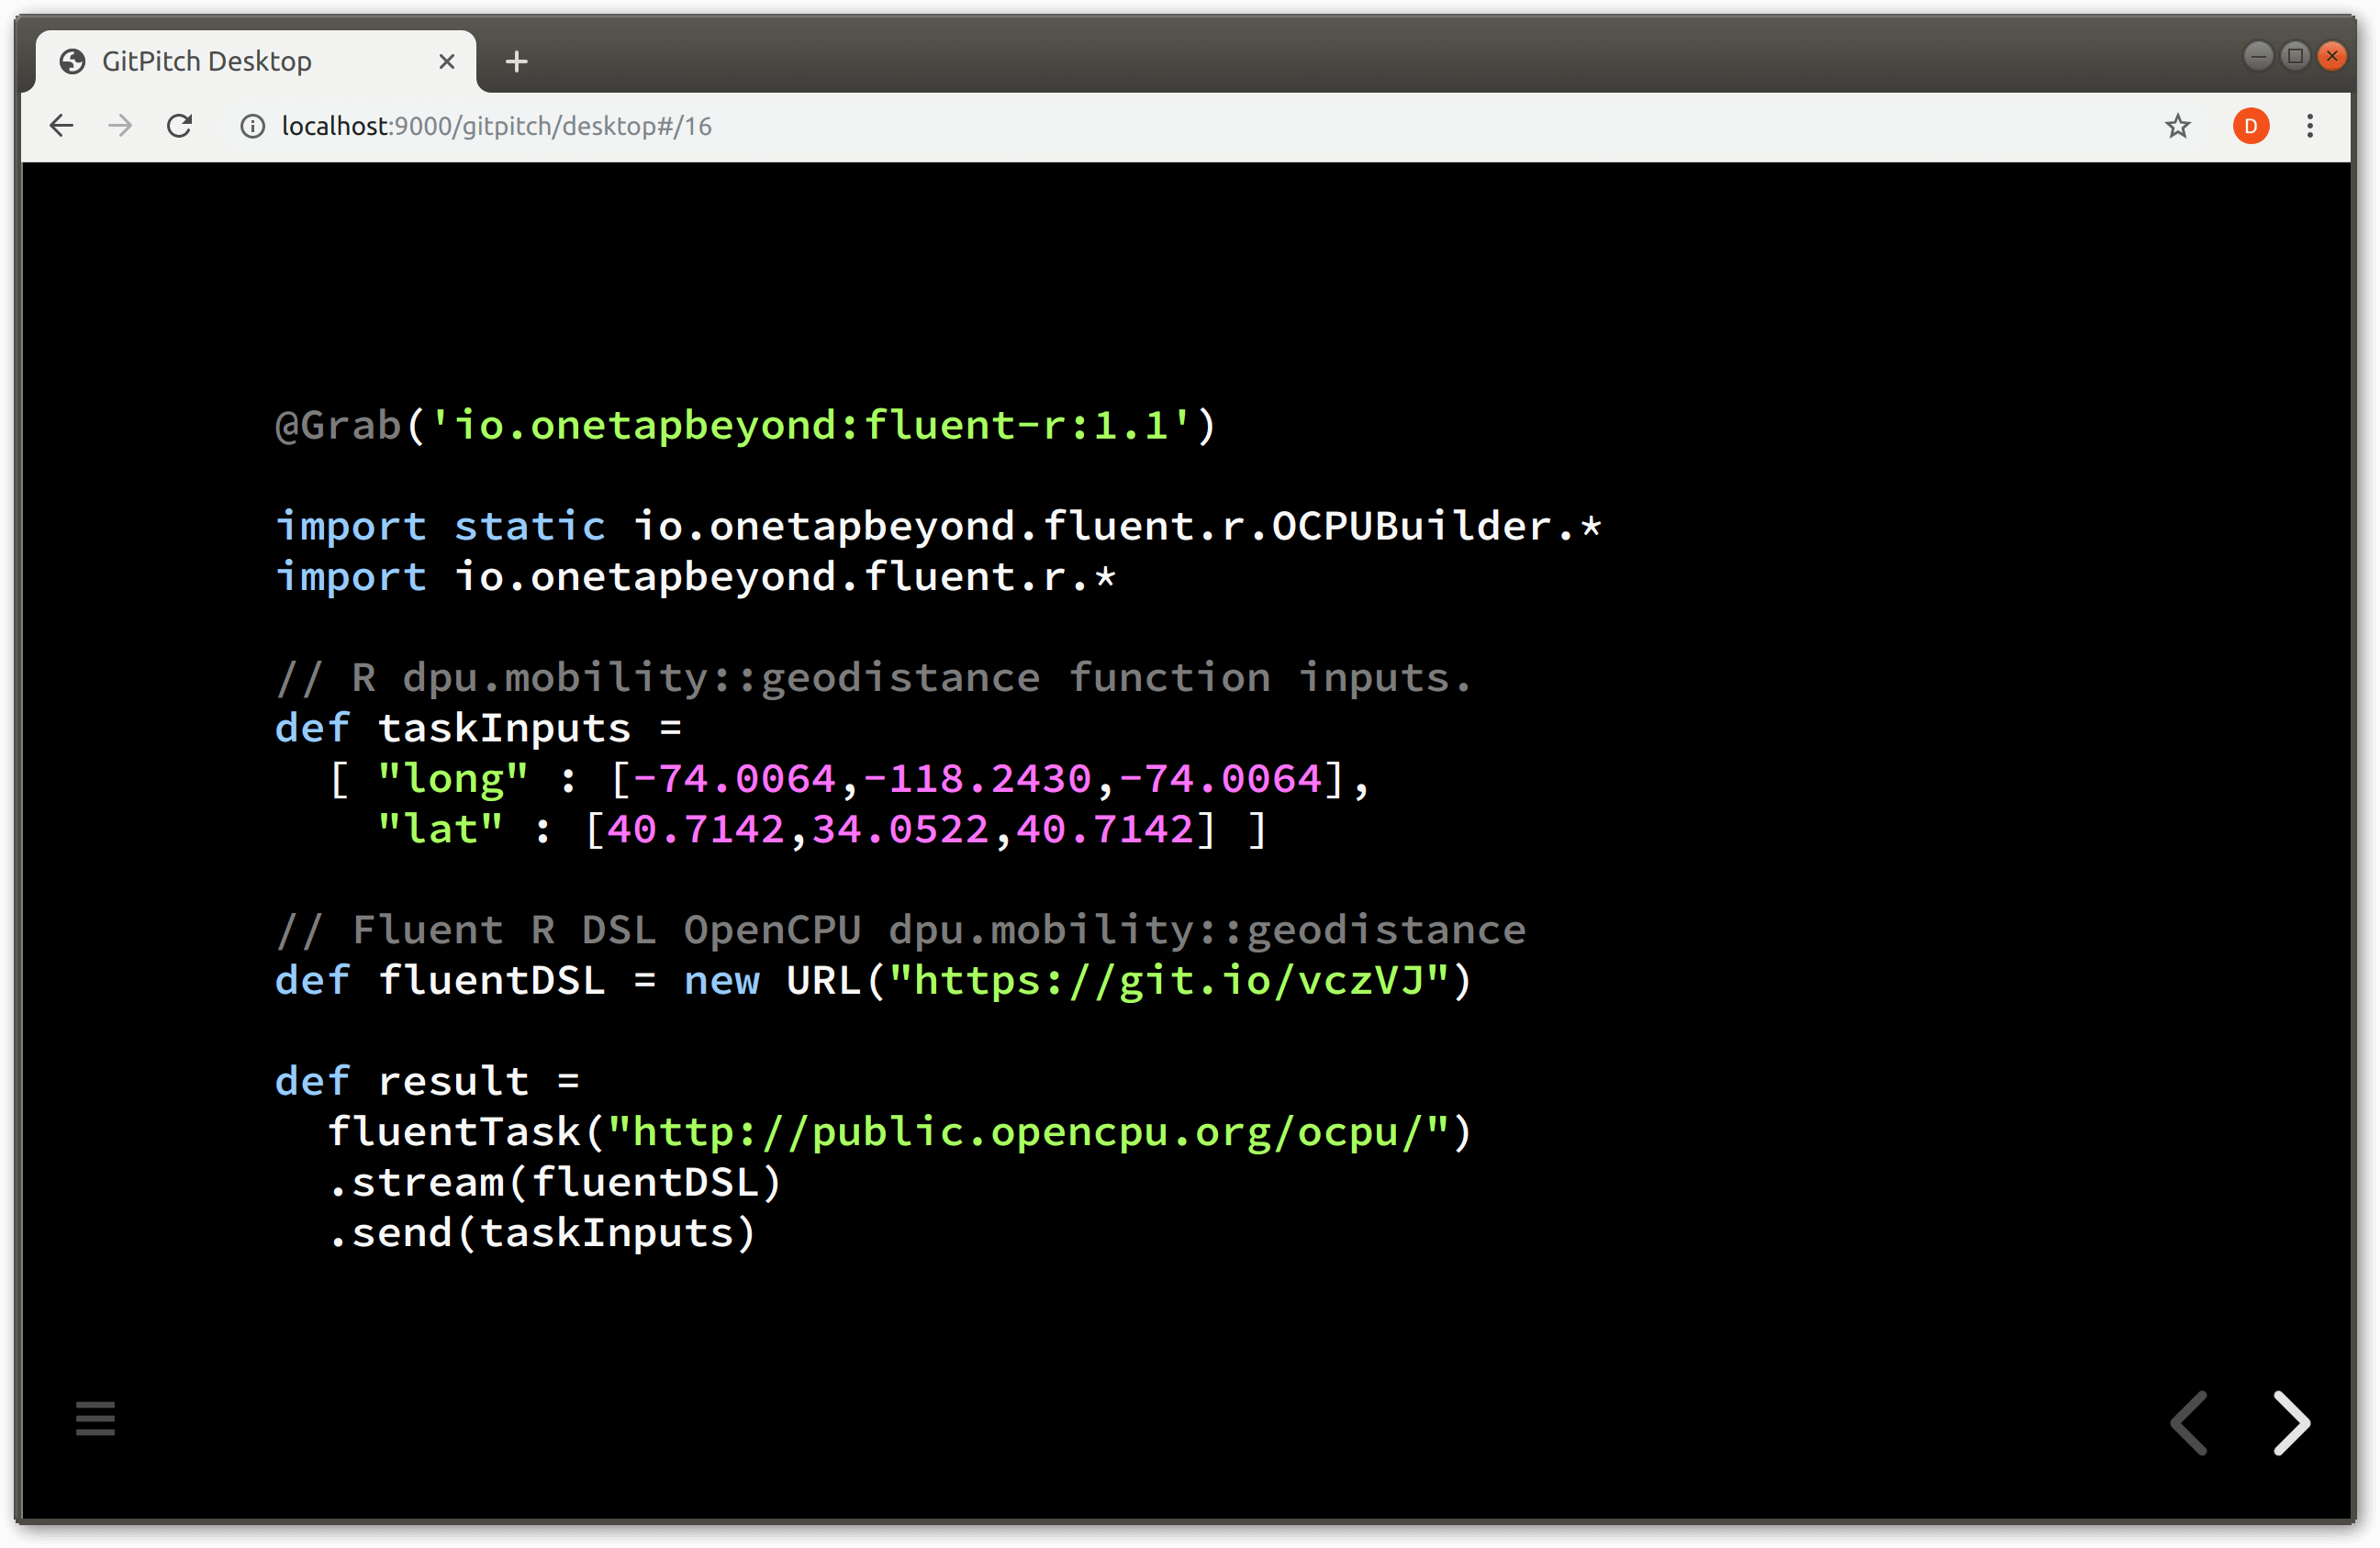 GitPitch Desktop
localhost:9000/gitpitch/desktop#/16
D
@Grab('io.onetapbeyond:fluent-r:1.1')
import static io.onetapbeyond.fluent.r.OCPUBuilder.*
import io.onetapbeyond.fluent.r.*
// R dpu.mobility::geodistance function inputs.
def taskInputs =
  [ "long" : [-74.0064,-118.2430,-74.0064],
    "lat" : [40.7142,34.0522,40.7142] ]
// Fluent R DSL OpenCPU dpu.mobility::geodistance
def fluentDSL = new URL("https://git.io/vczVJ")
def result =
  fluentTask("http://public.opencpu.org/ocpu/")
  .stream(fluentDSL)
  .send(taskInputs)